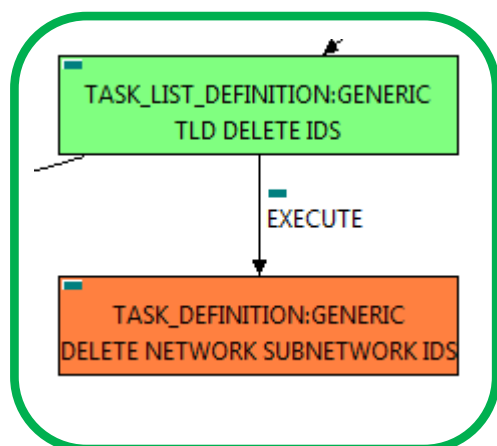 TASK_LIST_DEFINITION:GENERIC
TLD DELETE IDS
EXECUTE
TASK_DEFINITION:GENERIC
DELETE NETWORK SUBNETWORK IDS